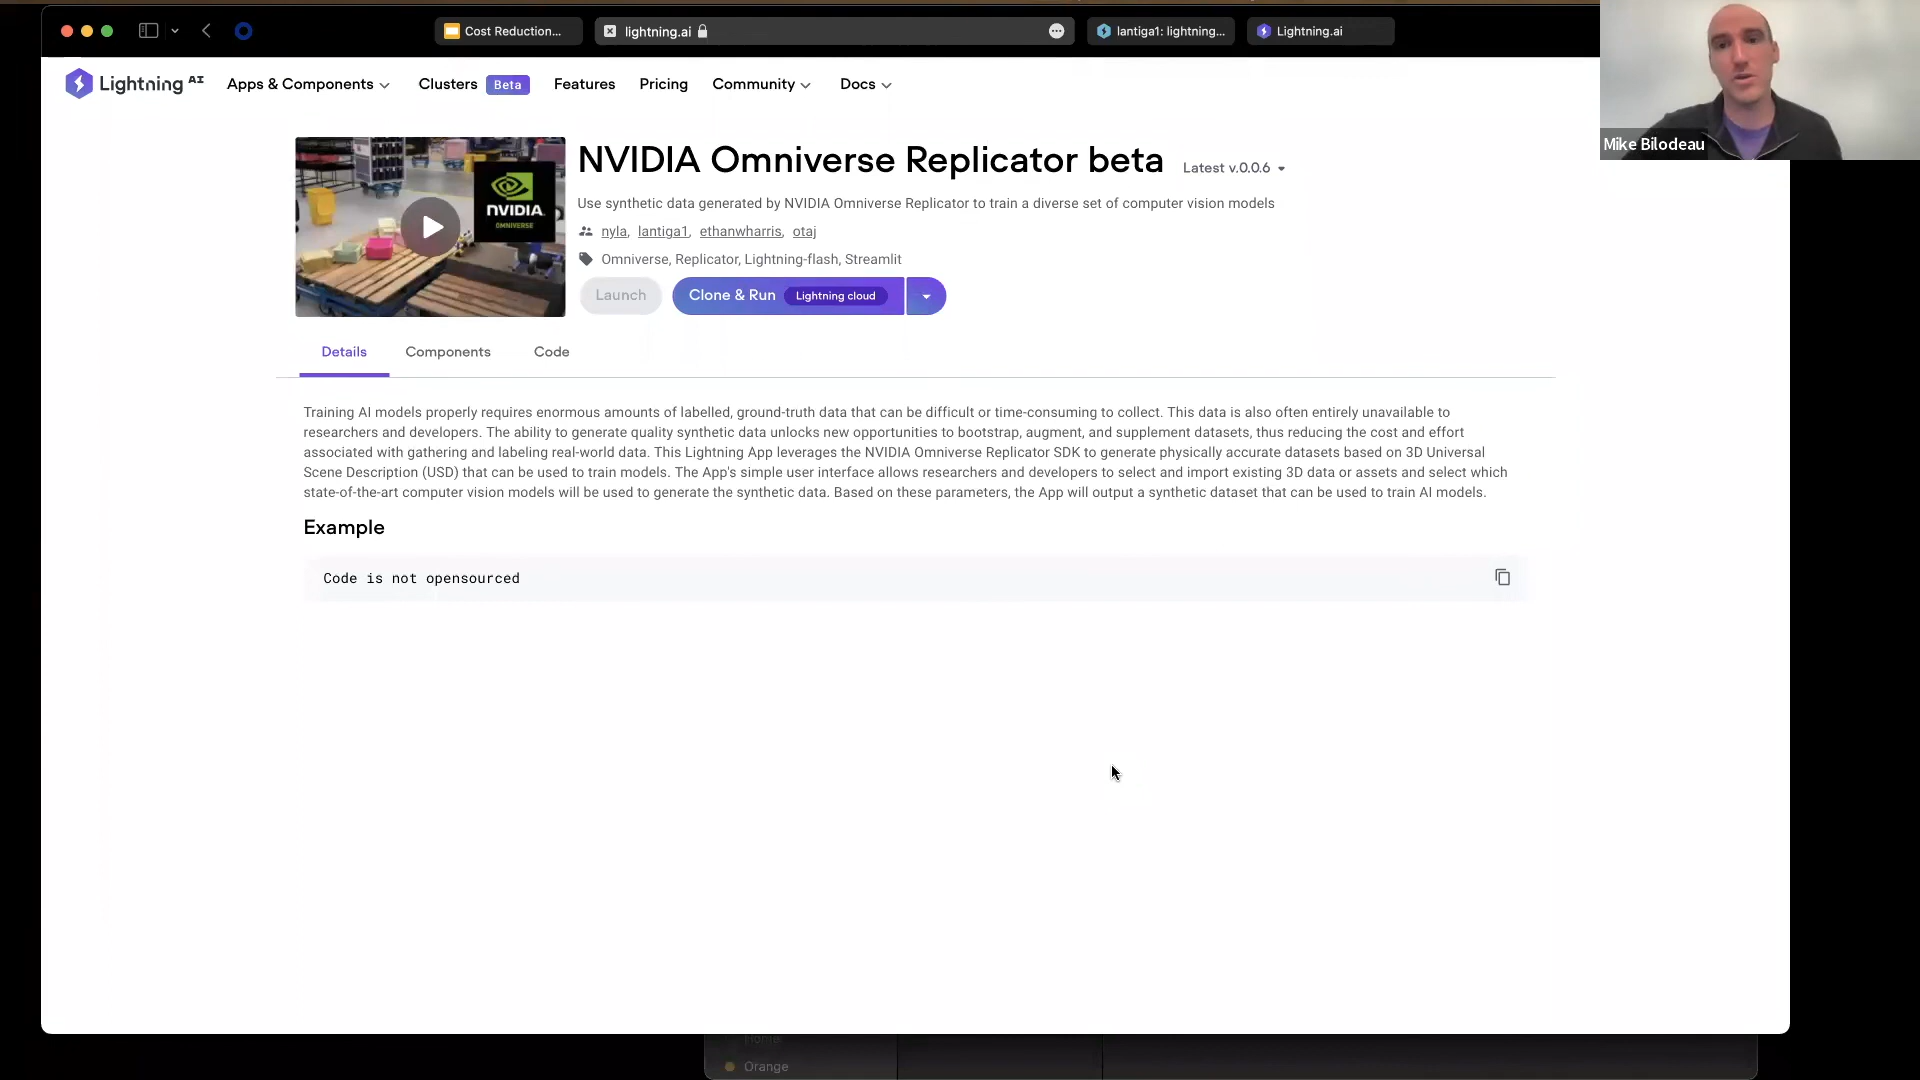 Cost Reduction...
lightning.ai
lantiga1: lightning...
Lightning.ai
Lightning AI
Apps & Components
Clusters
Beta
Features
Pricing
Community
Docs
Mike Bilodeau
NVIDIA
OMNIVERSE
NVIDIA Omniverse Replicator beta
Latest v.0.0.6
Use synthetic data generated by NVIDIA Omniverse Replicator to train a diverse set of computer vision models
nyla, lantiga1, ethanwharris, otaj
Omniverse, Replicator, Lightning-flash, Streamlit
Launch
Clone & Run
Lightning cloud
Details
Components
Code
Training AI models properly requires enormous amounts of labelled, ground-truth data that can be difficult or time-consuming to collect. This data is also often entirely unavailable to
researchers and developers. The ability to generate quality synthetic data unlocks new opportunities to bootstrap, augment, and supplement datasets, thus reducing the cost and effort
associated with gathering and labeling real-world data. This Lightning App leverages the NVIDIA Omniverse Replicator SDK to generate physically accurate datasets based on 3D Universal
Scene Description (USD) that can be used to train models. The App's simple user interface allows researchers and developers to select and import existing 3D data or assets and select which
state-of-the-art computer vision models will be used to generate the synthetic data. Based on these parameters, the App will output a synthetic dataset that can be used to train AI models.
Example
Code is not opensourced
Home
Orange